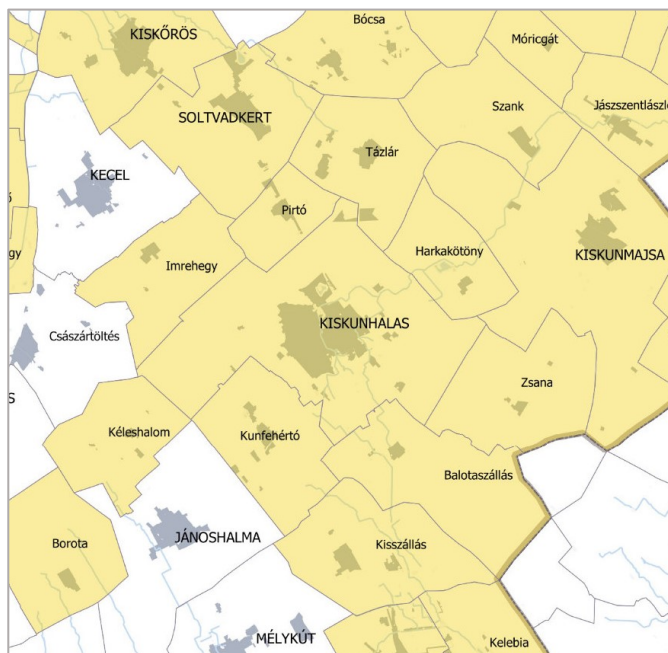 Bócsa
KISKŐRÖS
Móricgát
Szank
Jászszentlászló
SOLTVADKERT
Tázlár
KECEL
Pirtó
Harkakötöny
KISKUNMAJSA
Imrehegy
KISKUNHALAS
Császártöltés
Zsana
Kéleshalom
Kunfehértó
Balotaszállás
JÁNOSHALMA
Borota
Kisszállás
MÉLYKÚT
Kelebia